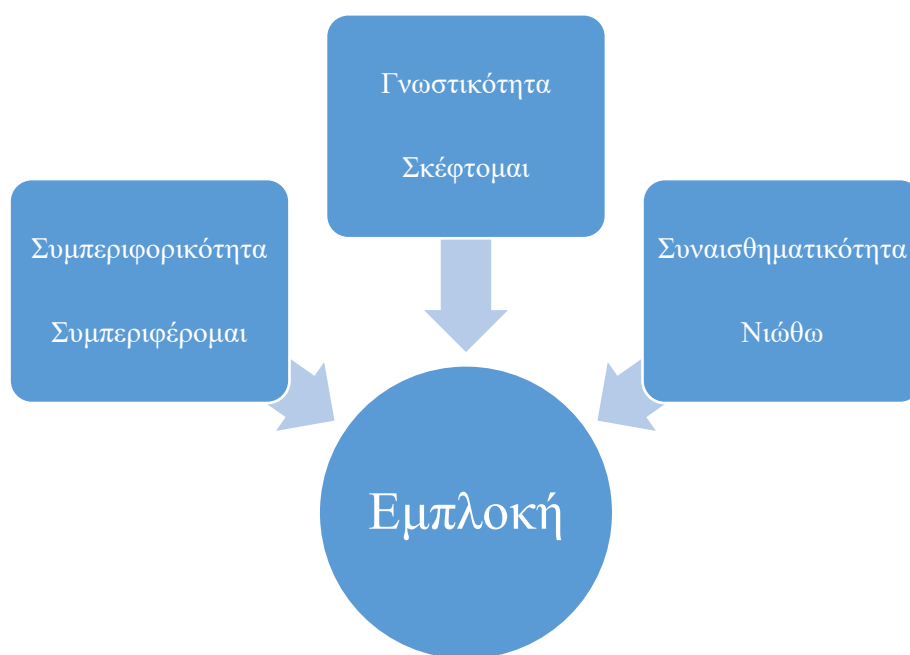 Γνωστικότητα
Σκέφτομαι
Συμπεριφορικότητα
Συμπεριφέρομαι
Συναισθηματικότητα
Νιώθω
Εμπλοκή